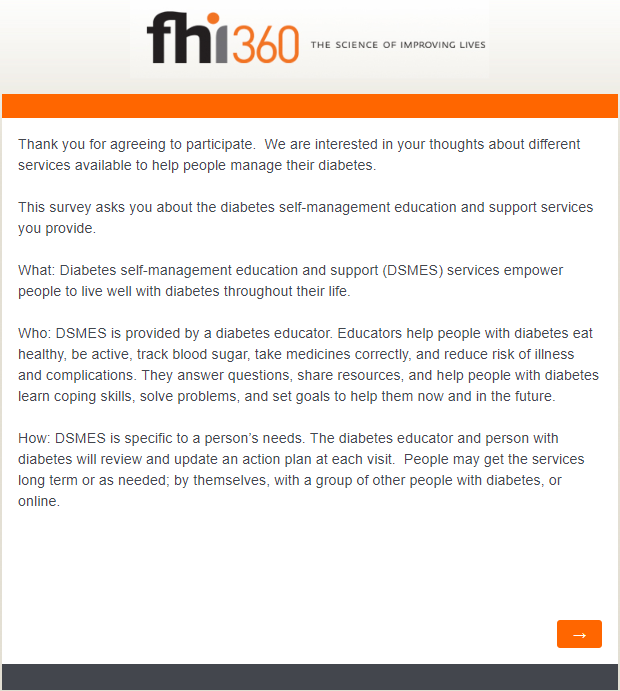 fhi360 THE SCIENCE OF IMPROVING LIVES
Thank you for agreeing to participate.  We are interested in your thoughts about different
services available to help people manage their diabetes.
This survey asks you about the diabetes self-management education and support services
you provide.
What: Diabetes self-management education and support (DSMES) services empower
people to live well with diabetes throughout their life.
Who: DSMES is provided by a diabetes educator. Educators help people with diabetes eat
healthy, be active, track blood sugar, take medicines correctly, and reduce risk of illness
and complications. They answer questions, share resources, and help people with diabetes
learn coping skills, solve problems, and set goals to help them now and in the future.
How: DSMES is specific to a person’s needs. The diabetes educator and person with
diabetes will review and update an action plan at each visit.  People may get the services
long term or as needed; by themselves, with a group of other people with diabetes, or
online.
→